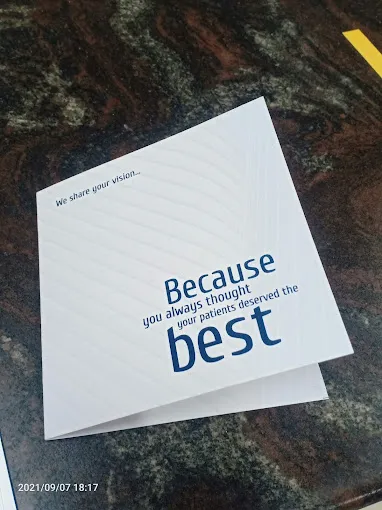 We share your vision...
Because
you always thought
your patients deserved the
best
2021/09/07 18:17